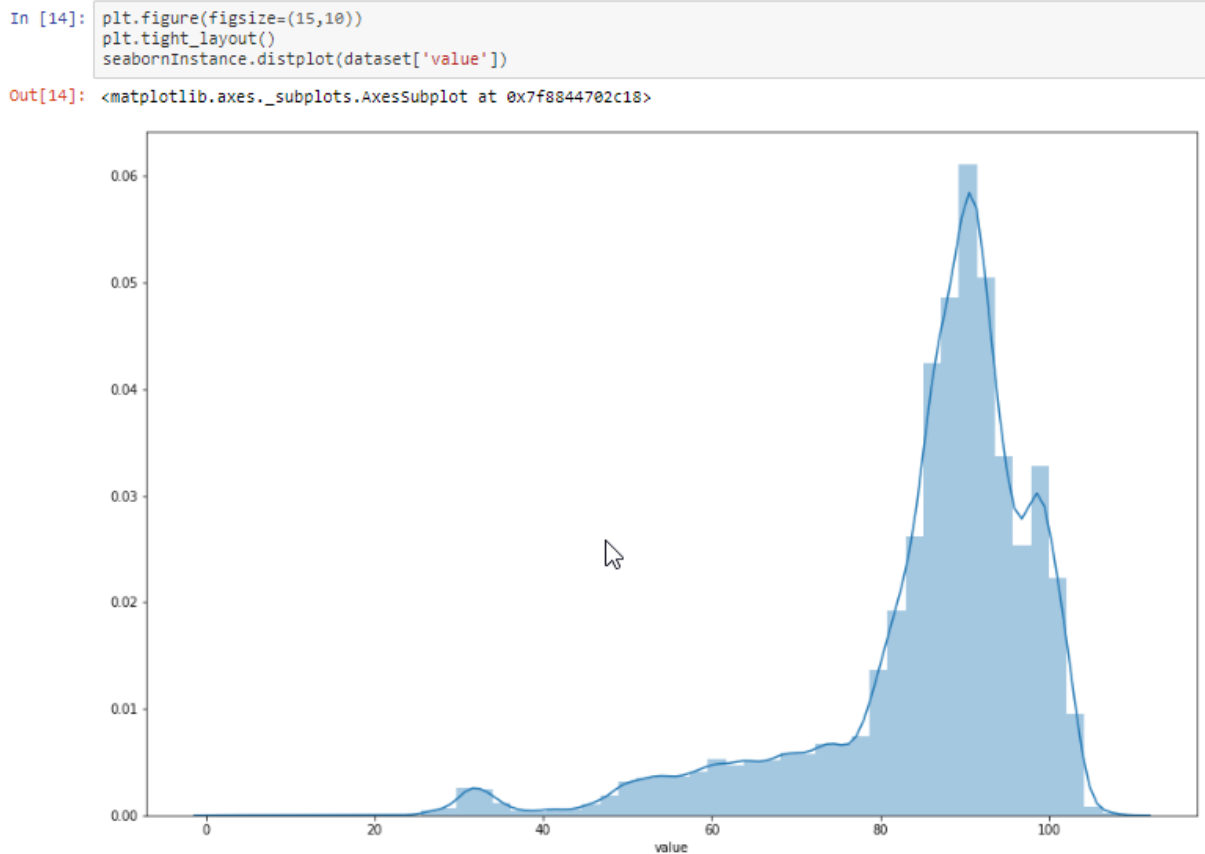 In [14]: plt.figure(figsize=(15,10))
plt.tight_layout()
seabornInstance.distplot(dataset['value'])
Out[14]: <matplotlib.axes._subplots.AxesSubplot at 0x7f8844702c18>
0.06
0.05
0.04
0.03
0.02
0.01
0.00
0 20 40 60 80 100
value